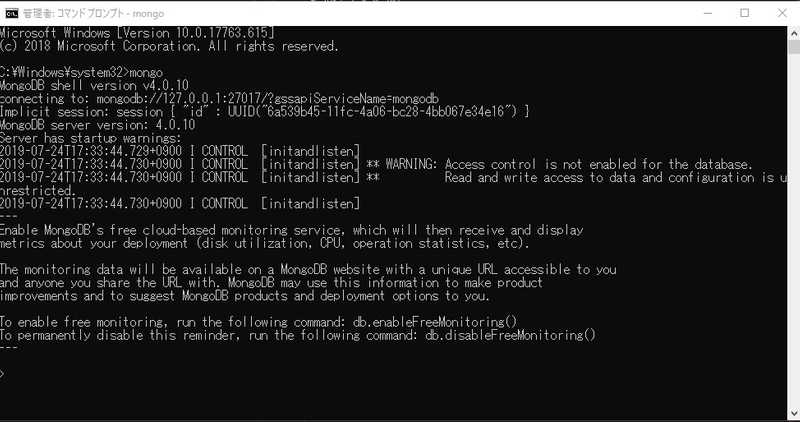 管理者: コマンド プロンプト - mongo
Microsoft Windows [Version 10.0.17763.615]
(c) 2018 Microsoft Corporation. All rights reserved.
C:¥Windows¥system32>mongo
MongoDB shell version v4.0.10
connecting to: mongodb://127.0.0.1:27017/?gssapiServiceName=mongodb
Implicit session: session { "id" : UUID("6a539b45-11fc-4a06-bc28-4bb067e34e16") }
MongoDB server version: 4.0.10
Server has startup warnings:
2019-07-24T17:33:44.729+0900 I CONTROL  [initandlisten]
2019-07-24T17:33:44.730+0900 I CONTROL  [initandlisten] ** WARNING: Access control is not enabled for the database.
2019-07-24T17:33:44.730+0900 I CONTROL  [initandlisten] **          Read and write access to data and configuration is u
nrestricted.
2019-07-24T17:33:44.730+0900 I CONTROL  [initandlisten]
---
Enable MongoDB's free cloud-based monitoring service, which will then receive and display
metrics about your deployment (disk utilization, CPU, operation statistics, etc).
The monitoring data will be available on a MongoDB website with a unique URL accessible to you
and anyone you share the URL with. MongoDB may use this information to make product
improvements and to suggest MongoDB products and deployment options to you.
To enable free monitoring, run the following command: db.enableFreeMonitoring()
To permanently disable this reminder, run the following command: db.disableFreeMonitoring()
---
>